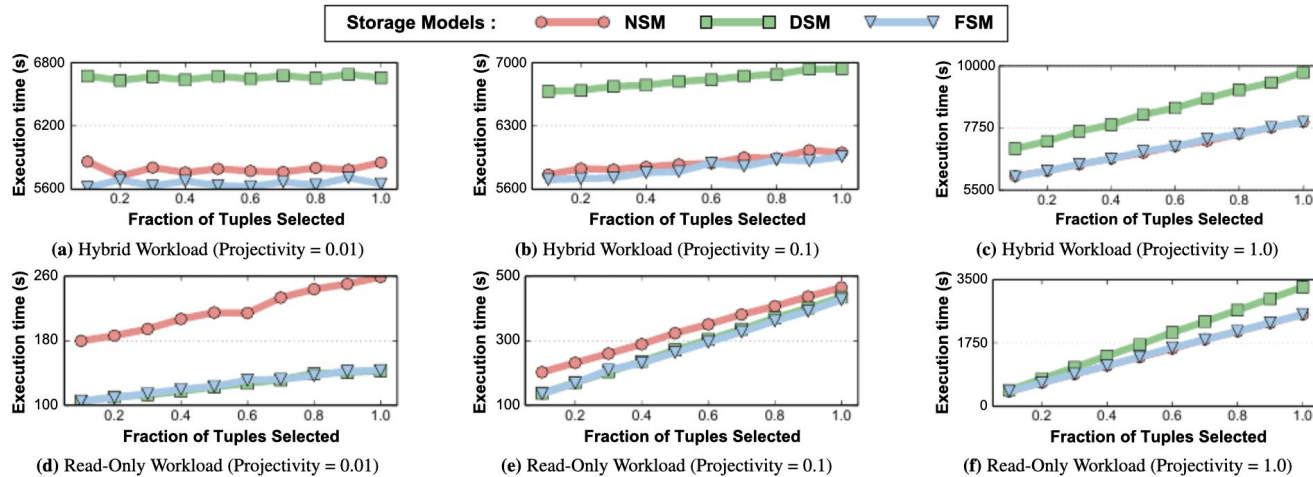 Storage Models : NSM DSM FSM
Execution time (s)
6800
6200
5600
0.2 0.4 0.6 0.8 1.0
Fraction of Tuples Selected
(a) Hybrid Workload (Projectivity = 0.01)
Execution time (s)
7000
6300
5600
0.2 0.4 0.6 0.8 1.0
Fraction of Tuples Selected
(b) Hybrid Workload (Projectivity = 0.1)
Execution time (s)
10000
7750
5500
0.2 0.4 0.6 0.8 1.0
Fraction of Tuples Selected
(c) Hybrid Workload (Projectivity = 1.0)
Execution time (s)
260
180
100
0.2 0.4 0.6 0.8 1.0
Fraction of Tuples Selected
(d) Read-Only Workload (Projectivity = 0.01)
Execution time (s)
500
300
100
0.2 0.4 0.6 0.8 1.0
Fraction of Tuples Selected
(e) Read-Only Workload (Projectivity = 0.1)
Execution time (s)
3500
1750
0
0.2 0.4 0.6 0.8 1.0
Fraction of Tuples Selected
(f) Read-Only Workload (Projectivity = 1.0)